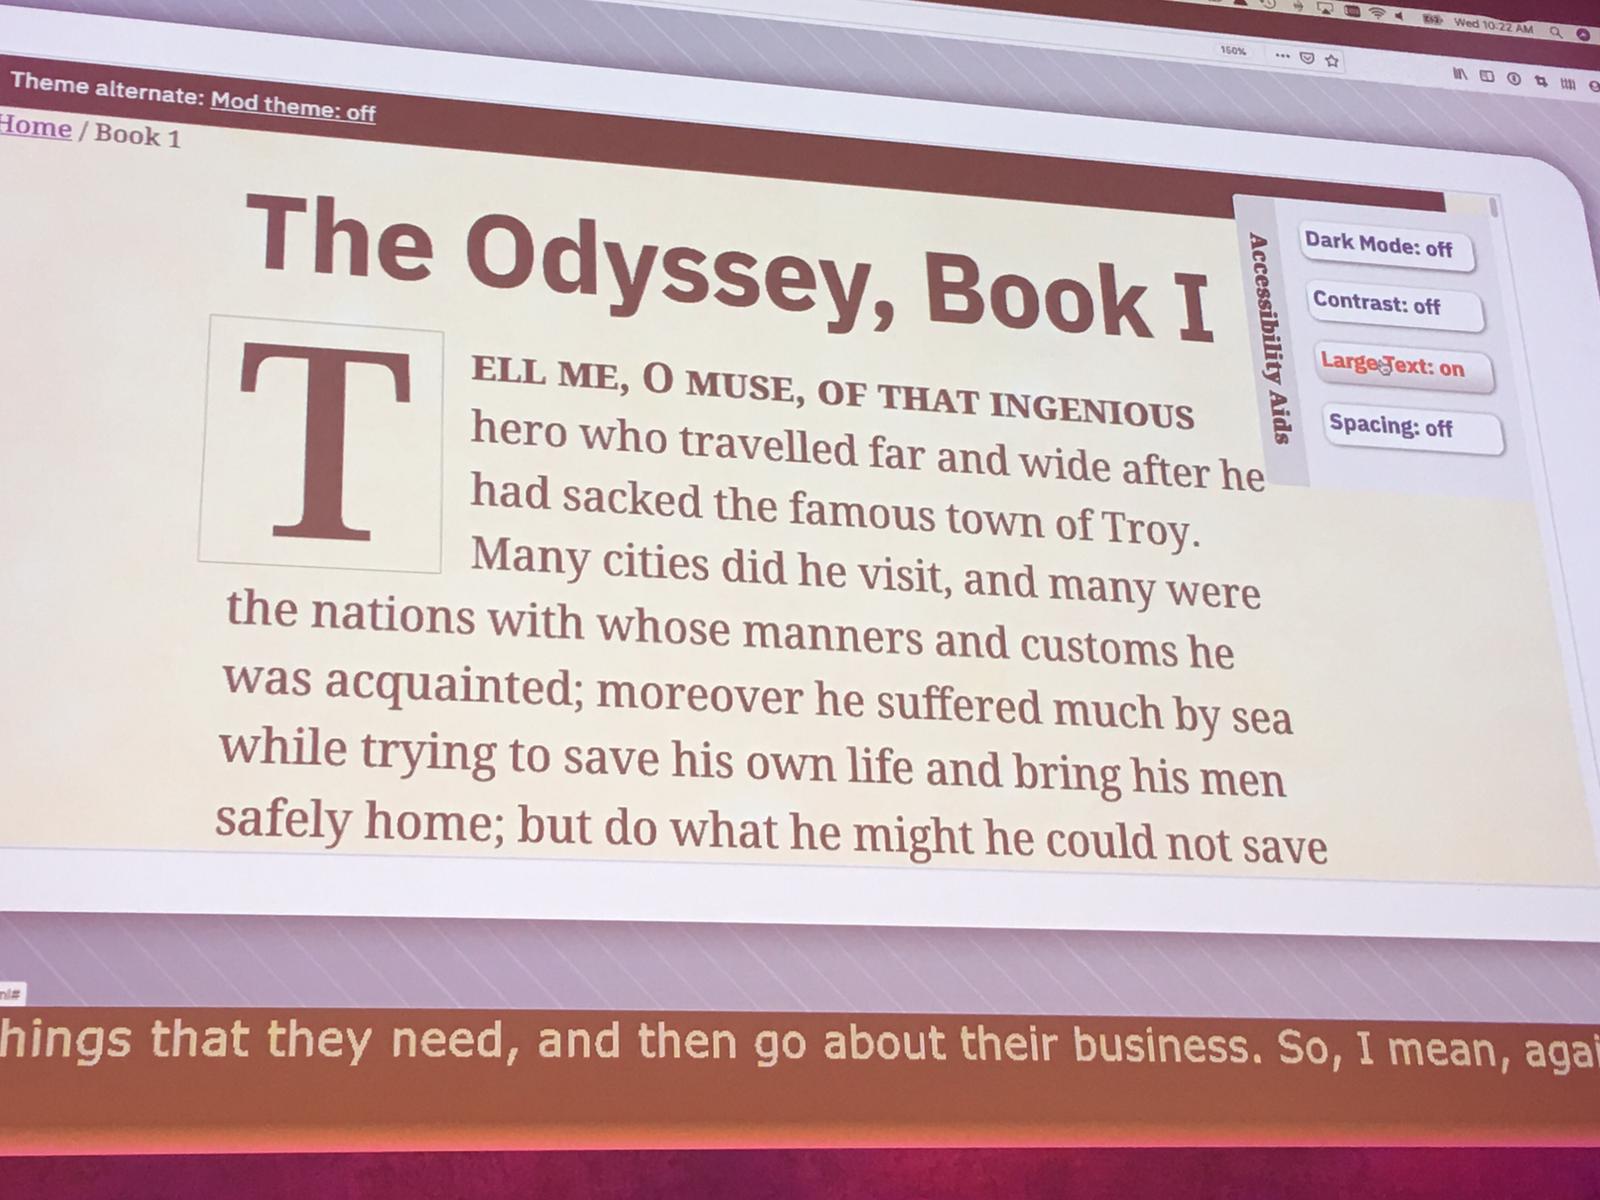 Wed 10:22 AM
150%
Theme alternate: Mod theme: off
Home / Book 1
The Odyssey, Book I
TELL ME, O MUSE, OF THAT INGENIOUS
hero who travelled far and wide after he
had sacked the famous town of Troy.
Many cities did he visit, and many were
the nations with whose manners and customs he
was acquainted; moreover he suffered much by sea
while trying to save his own life and bring his men
safely home; but do what he might he could not save
Accessibility Aids
Dark Mode: off
Contrast: off
Large Text: on
Spacing: off
ml#
hings that they need, and then go about their business. So, I mean, agai